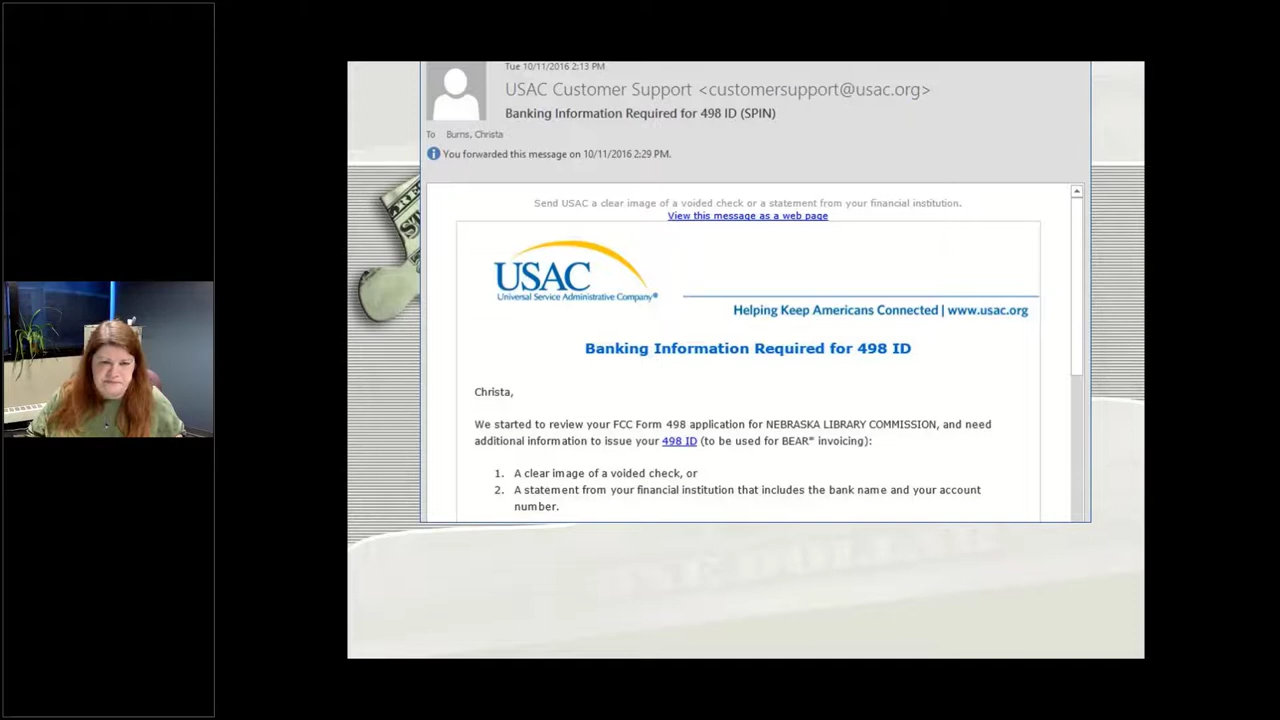 Tue 10/11/2016 2:13 PM
USAC Customer Support <customersupport@usac.org>
Banking Information Required for 498 ID (SPIN)
To Burns, Christa
You forwarded this message on 10/11/2016 2:29 PM.
Send USAC a clear image of a voided check or a statement from your financial institution.
View this message as a web page
USAC
Universal Service Administrative Company®
Helping Keep Americans Connected | www.usac.org
Banking Information Required for 498 ID
Christa,
We started to review your FCC Form 498 application for NEBRASKA LIBRARY COMMISSION, and need
additional information to issue your 498 ID (to be used for BEAR* invoicing):
1. A clear image of a voided check, or
2. A statement from your financial institution that includes the bank name and your account
number.